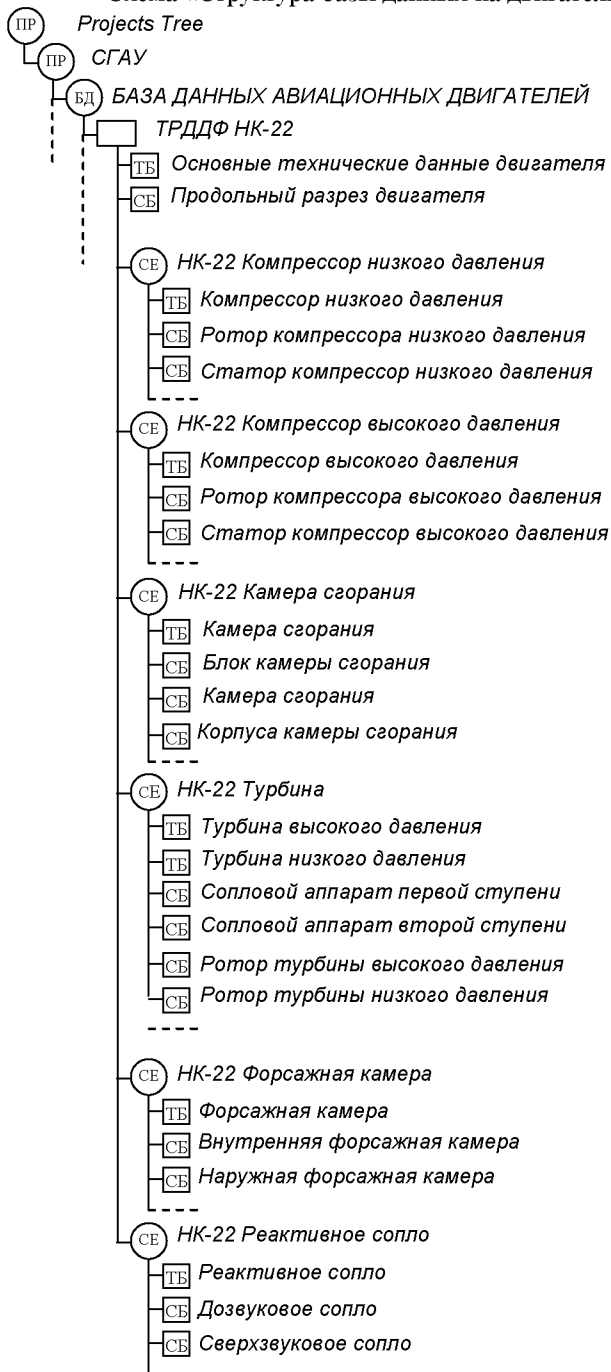 ПР Projects Tree
ПР СГАУ
БД БАЗА ДАННЫХ АВИАЦИОННЫХ ДВИГАТЕЛЕЙ
ТРДДФ НК-22
ТБ Основные технические данные двигателя
СБ Продольный разрез двигателя
СЕ НК-22 Компрессор низкого давления
ТБ Компрессор низкого давления
СБ Ротор компрессора низкого давления
СБ Статор компрессор низкого давления
СЕ НК-22 Компрессор высокого давления
ТБ Компрессор высокого давления
СБ Ротор компрессора высокого давления
СБ Статор компрессор высокого давления
СЕ НК-22 Камера сгорания
ТБ Камера сгорания
СБ Блок камеры сгорания
СБ Камера сгорания
СБ Корпуса камеры сгорания
СЕ НК-22 Турбина
ТБ Турбина высокого давления
ТБ Турбина низкого давления
СБ Сопловой аппарат первой ступени
СБ Сопловой аппарат второй ступени
СБ Ротор турбины высокого давления
СБ Ротор турбины низкого давления
СЕ НК-22 Форсажная камера
ТБ Форсажная камера
СБ Внутренняя форсажная камера
СБ Наружная форсажная камера
СЕ НК-22 Реактивное сопло
ТБ Реактивное сопло
СБ Дозвуковое сопло
СБ Сверхзвуковое сопло